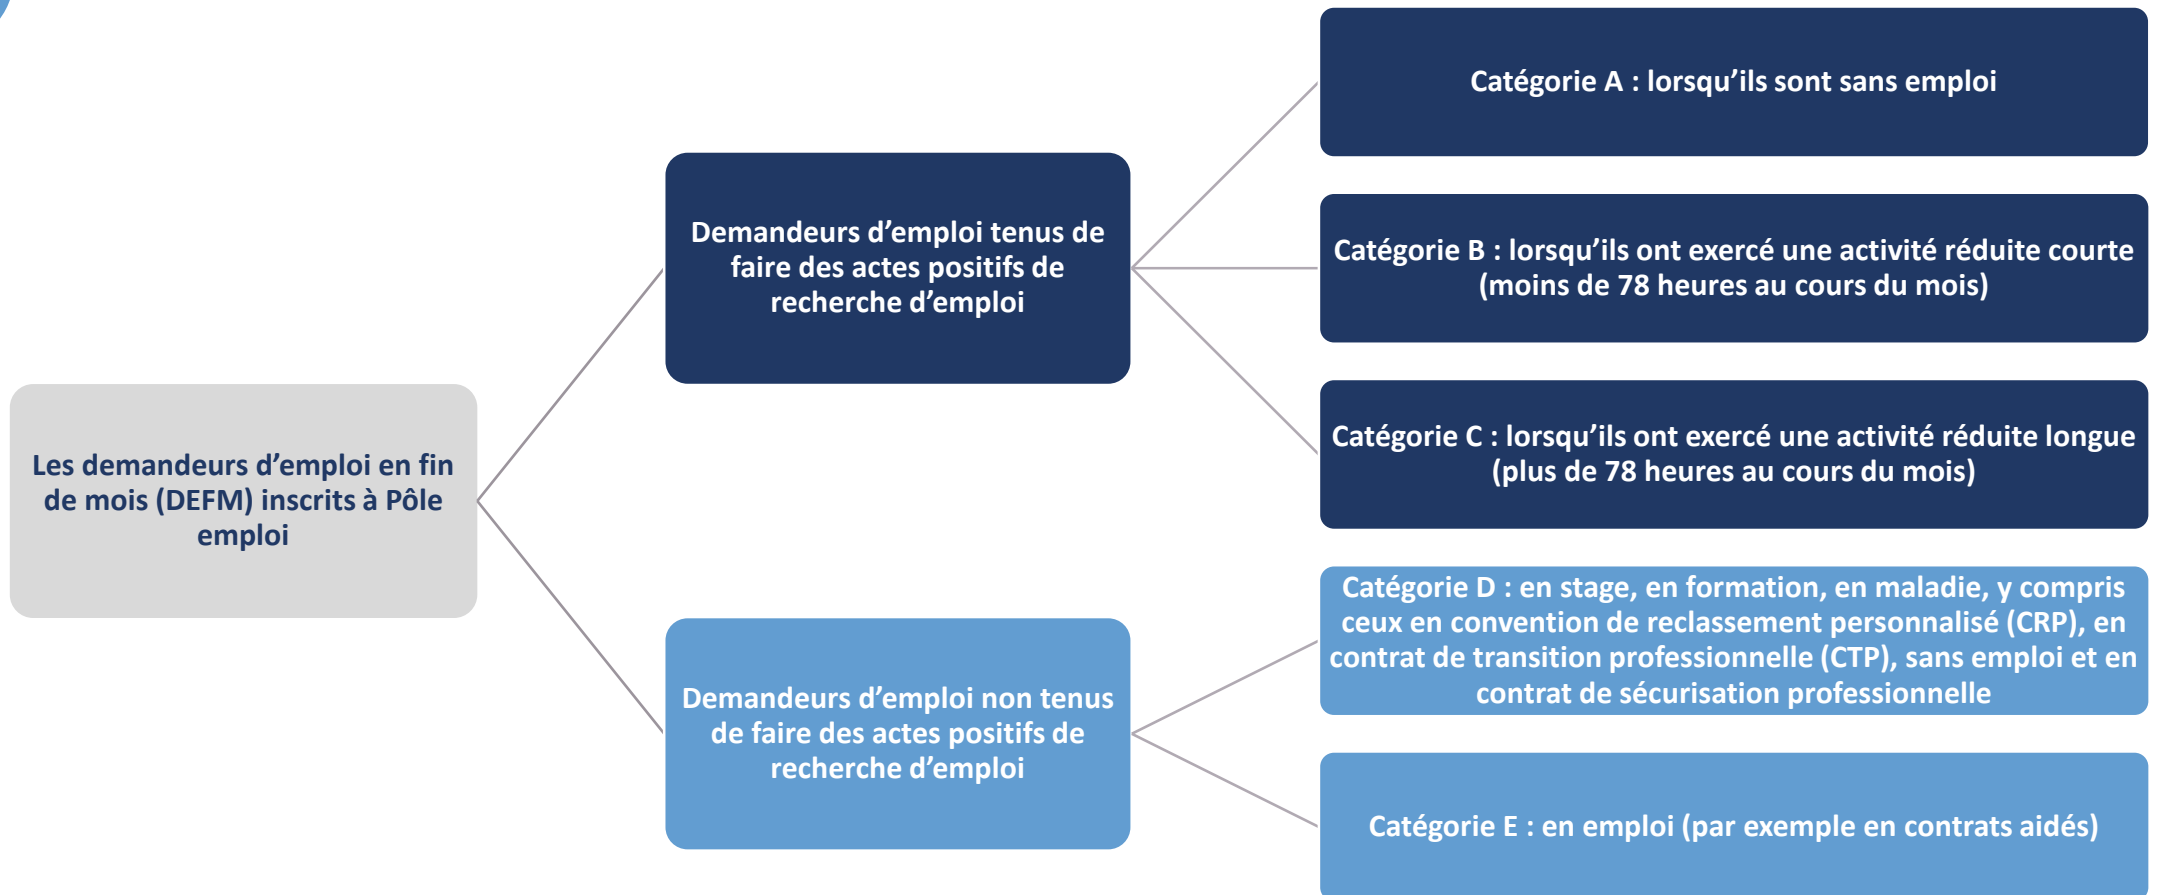 Les demandeurs d’emploi en fin
de mois (DEFM) inscrits à Pôle
emploi
Demandeurs d’emploi tenus de
faire des actes positifs de
recherche d’emploi
Catégorie A : lorsqu’ils sont sans emploi
Catégorie B : lorsqu’ils ont exercé une activité réduite courte
(moins de 78 heures au cours du mois)
Catégorie C : lorsqu’ils ont exercé une activité réduite longue
(plus de 78 heures au cours du mois)
Demandeurs d’emploi non tenus
de faire des actes positifs de
recherche d’emploi
Catégorie D : en stage, en formation, en maladie, y compris
ceux en convention de reclassement personnalisé (CRP), en
contrat de transition professionnelle (CTP), sans emploi et en
contrat de sécurisation professionnelle
Catégorie E : en emploi (par exemple en contrats aidés)